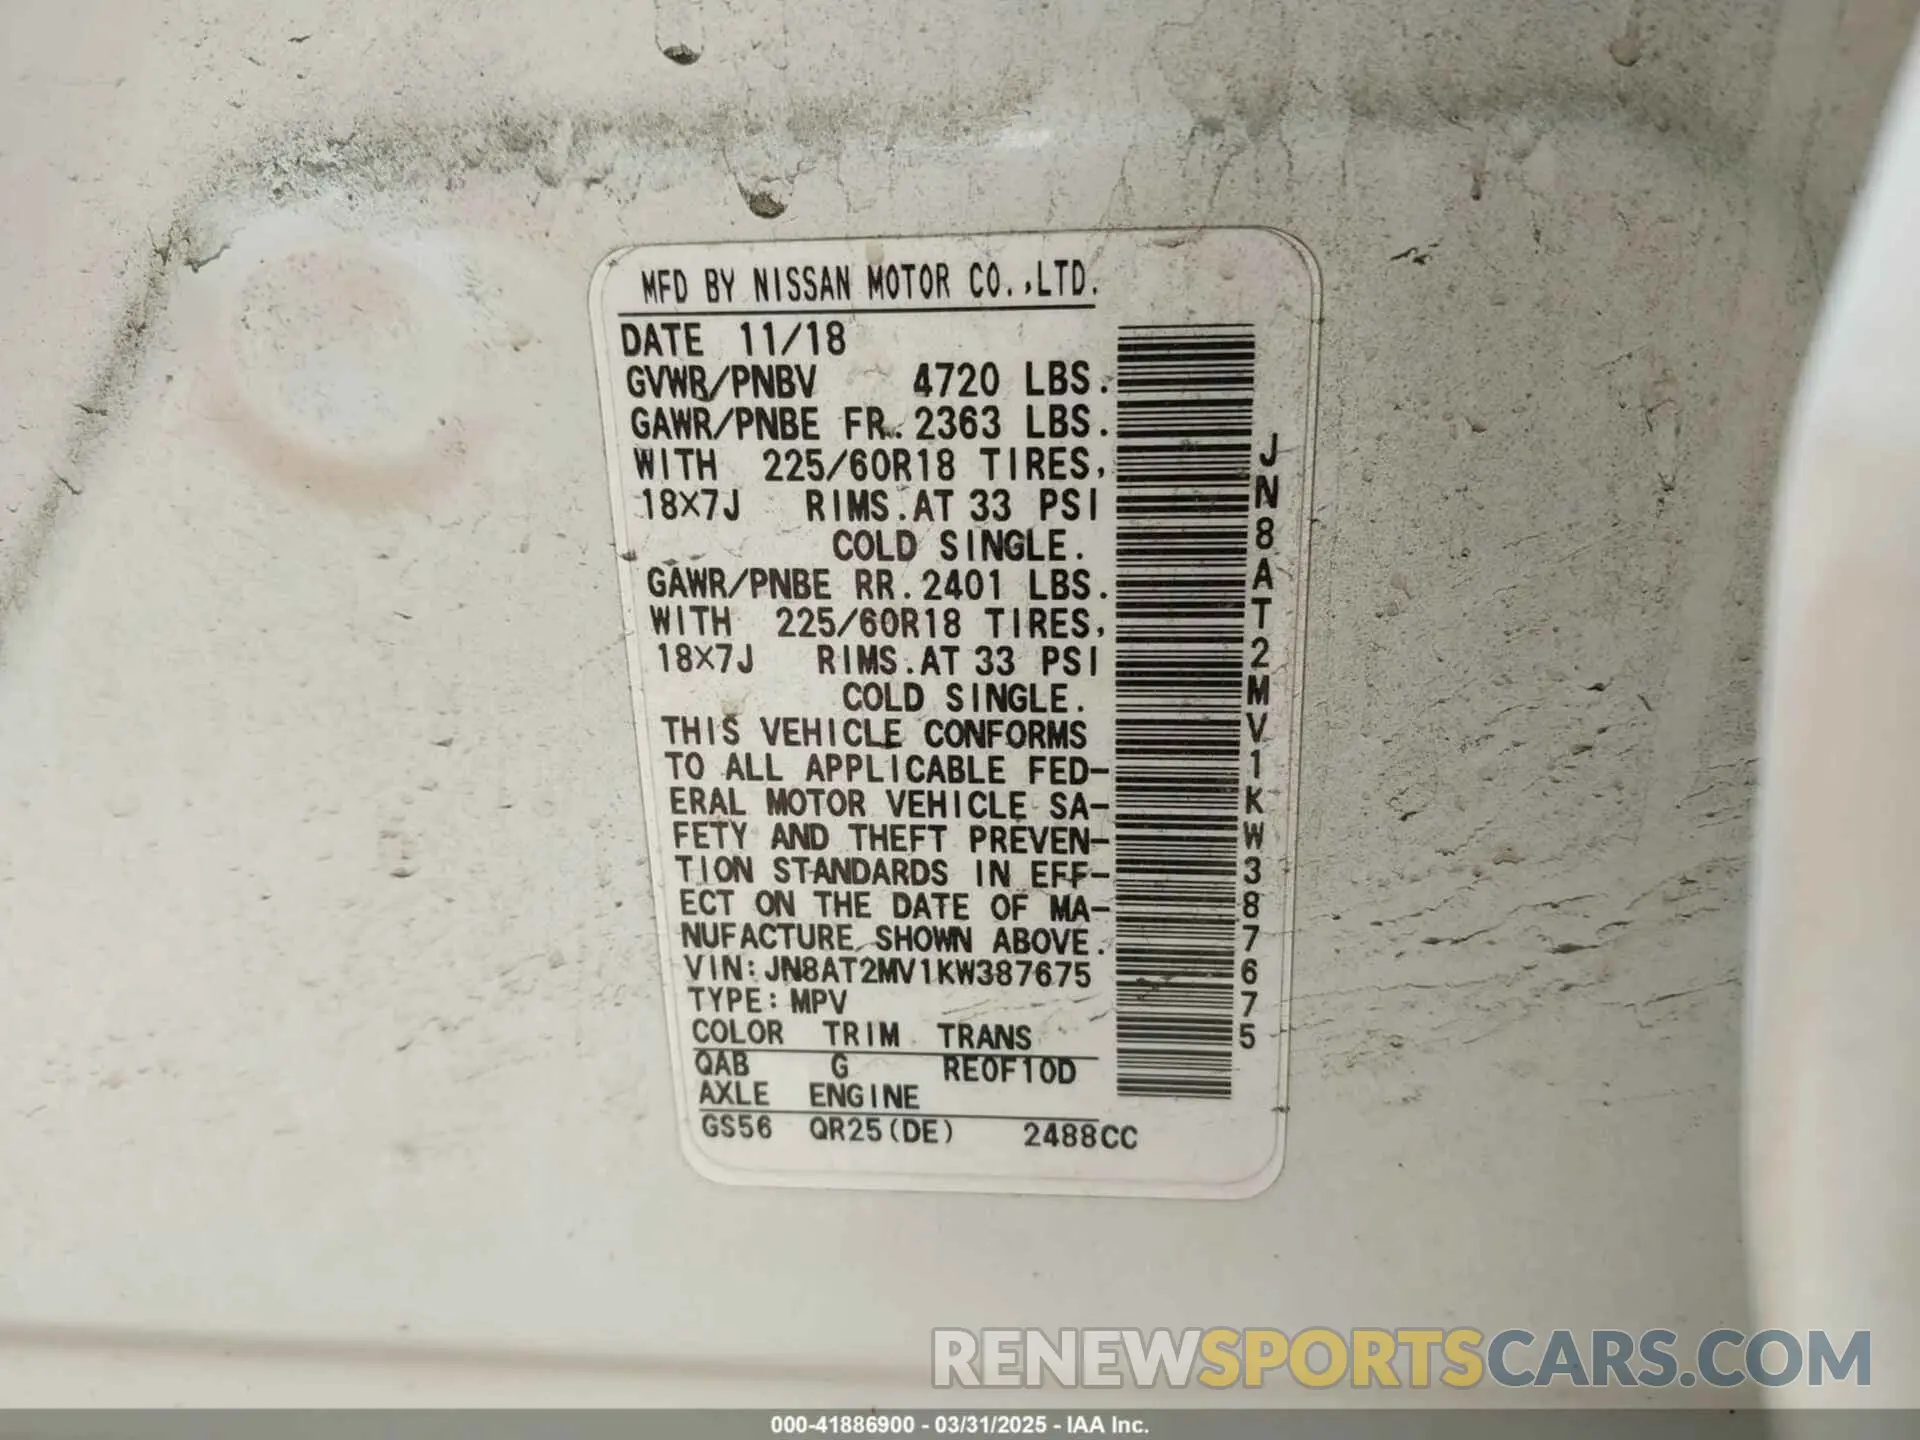 MFD BY NISSAN MOTOR CO.,LTD.
DATE 11/18
GVWR/PNBV 4720 LBS.
GAWR/PNBE FR. 2363 LBS.
WITH 225/60R18 TIRES,
18X7J RIMS.AT 33 PSI
COLD SINGLE.
GAWR/PNBE RR. 2401 LBS.
WITH 225/60R18 TIRES,
18X7J RIMS.AT 33 PSI
COLD SINGLE.
THIS VEHICLE CONFORMS
TO ALL APPLICABLE FED-
ERAL MOTOR VEHICLE SA-
FETY AND THEFT PREVEN-
TION STANDARDS IN EFF-
ECT ON THE DATE OF MA-
NUFACTURE SHOWN ABOVE.
VIN:JN8AT2MV1KW387675
TYPE:MPV
COLOR TRIM TRANS
QAB G RE0F10D
AXLE ENGINE
GS56 QR25(DE) 2488CC
JN8AT2MV1KW387675
RENEWSPORTSCARS.COM
000-41886900 - 03/31/2025 - IAA Inc.